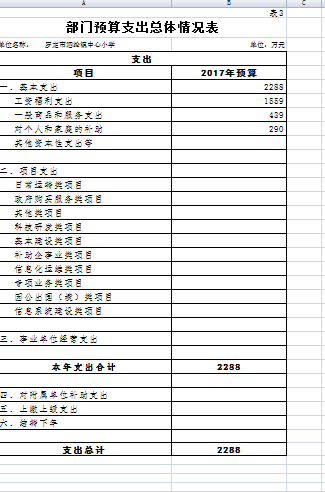 A B C
表3
部门预算支出总体情况表
单位名称： 罗定市泗纶镇中心小学 单位：万元
支出
项目 2017年预算
一、基本支出 2288
工资福利支出 1559
一般商品和服务支出 439
对个人和家庭的补助 290
其他资本性支出等
二、项目支出
日常运转类项目
政府购买服务类项目
其他类项目
科技研发类项目
基本建设类项目
补助企事业类项目
信息化运维类项目
专项业务类项目
因公出国（境）类项目
信息系统建设类项目
三、事业单位经营支出
本年支出合计 2288
四、对附属单位补助支出
五、上缴上级支出
六、结转下年
支出总计 2288